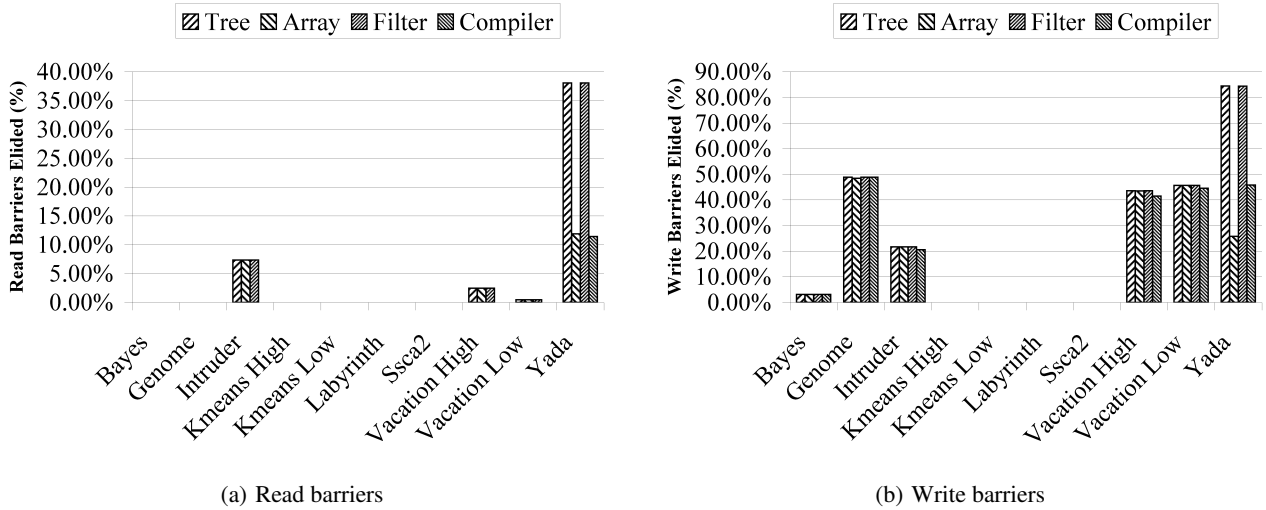 Tree Array Filter Compiler
Read Barriers Elided (%)
40.00%
35.00%
30.00%
25.00%
20.00%
15.00%
10.00%
5.00%
0.00%
Bayes
Genome
Intruder
Kmeans High
Kmeans Low
Labyrinth
Ssca2
Vacation High
Vacation Low
Yada
(a) Read barriers
Tree Array Filter Compiler
Write Barriers Elided (%)
90.00%
80.00%
70.00%
60.00%
50.00%
40.00%
30.00%
20.00%
10.00%
0.00%
Bayes
Genome
Intruder
Kmeans High
Kmeans Low
Labyrinth
Ssca2
Vacation High
Vacation Low
Yada
(b) Write barriers